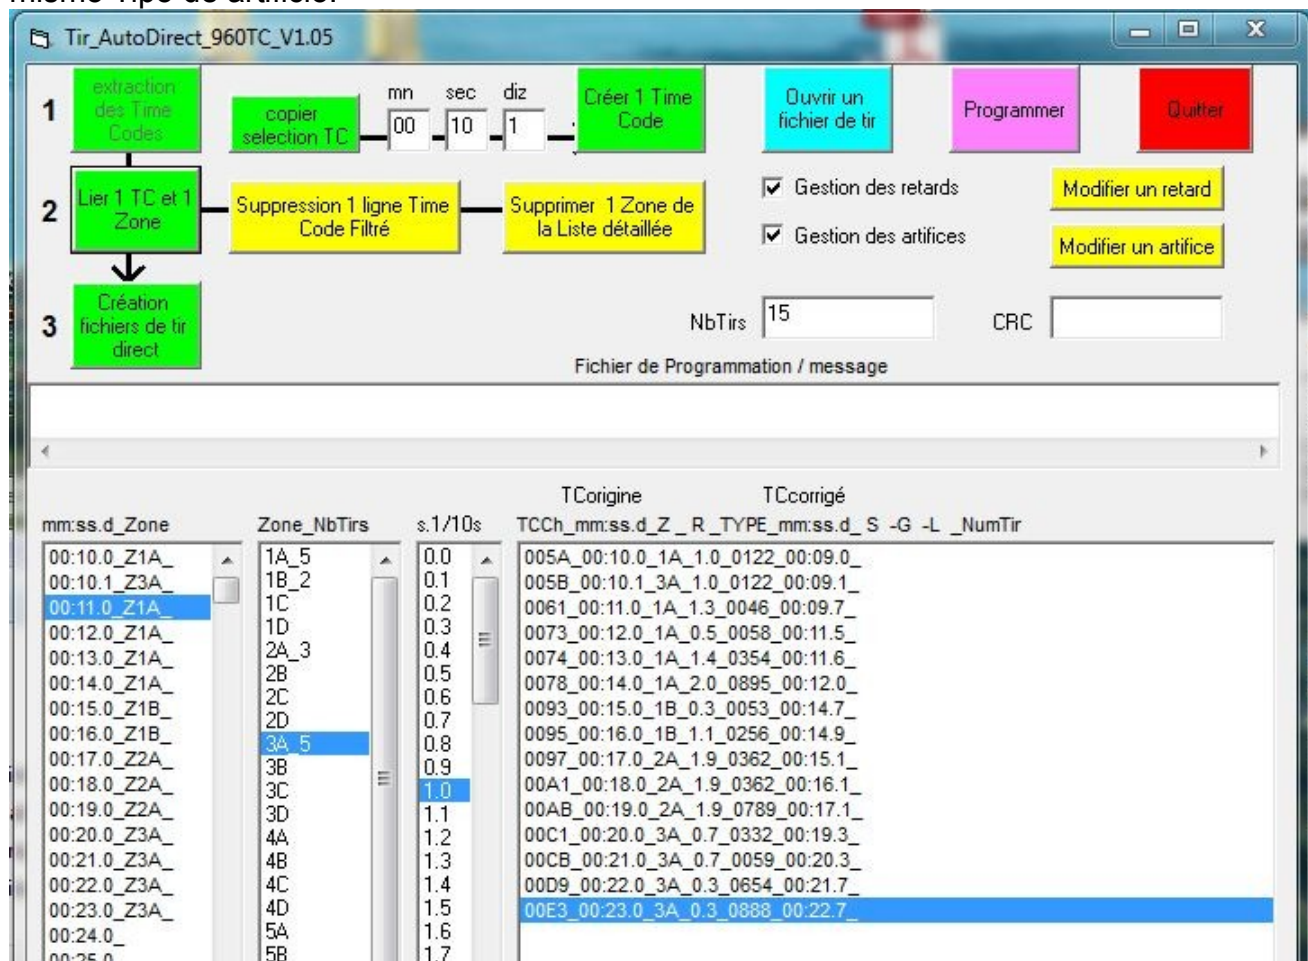 mismo Tipo de artificio.
Tir_AutoDirect_960TC_V1.05
1
extraction des Time Codes
copier selection TC
mn sec diz
00 10 1
Créer 1 Time Code
Ouvrir un fichier de tir
Programmer
Quitter
2
Lier 1 TC et 1 Zone
Suppression 1 ligne Time Code Filtré
Supprimer 1 Zone de la Liste détaillée
Gestion des retards
Modifier un retard
Gestion des artifices
Modifier un artifice
3
Création fichiers de tir direct
NbTirs 15
CRC
Fichier de Programmation / message
TCorigine TCcorrigé
mm:ss.d_Zone Zone_NbTirs s.1/10s TCCh_mm:ss.d_Z _ R _TYPE_mm:ss.d_ S -G -L _NumTir
00:10.0_Z1A_ 1A_5 0.0 005A_00:10.0_1A_1.0_0122_00:09.0_
00:10.1_Z3A_ 1B_2 0.1 005B_00:10.1_3A_1.0_0122_00:09.1_
00:11.0_Z1A_ 1C 0.2 0061_00:11.0_1A_1.3_0046_00:09.7_
00:12.0_Z1A_ 1D 0.3 0073_00:12.0_1A_0.5_0058_00:11.5_
00:13.0_Z1A_ 2A_3 0.4 0074_00:13.0_1A_1.4_0354_00:11.6_
00:14.0_Z1A_ 2B 0.5 0078_00:14.0_1A_2.0_0895_00:12.0_
00:15.0_Z1B_ 2C 0.6 0093_00:15.0_1B_0.3_0053_00:14.7_
00:16.0_Z1B_ 2D 0.7 0095_00:16.0_1B_1.1_0256_00:14.9_
00:17.0_Z2A_ 3A_5 0.8 0097_00:17.0_2A_1.9_0362_00:15.1_
00:18.0_Z2A_ 3B 0.9 00A1_00:18.0_2A_1.9_0362_00:16.1_
00:19.0_Z2A_ 3C 1.0 00AB_00:19.0_2A_1.9_0789_00:17.1_
00:20.0_Z3A_ 3D 1.1 00C1_00:20.0_3A_0.7_0332_00:19.3_
00:21.0_Z3A_ 4A 1.2 00CB_00:21.0_3A_0.7_0059_00:20.3_
00:22.0_Z3A_ 4B 1.3 00D9_00:22.0_3A_0.3_0654_00:21.7_
00:23.0_Z3A_ 4C 1.4 00E3_00:23.0_3A_0.3_0888_00:22.7_
00:24.0_ 4D 1.5
00:25.0_ 5A 1.6
5B 1.7